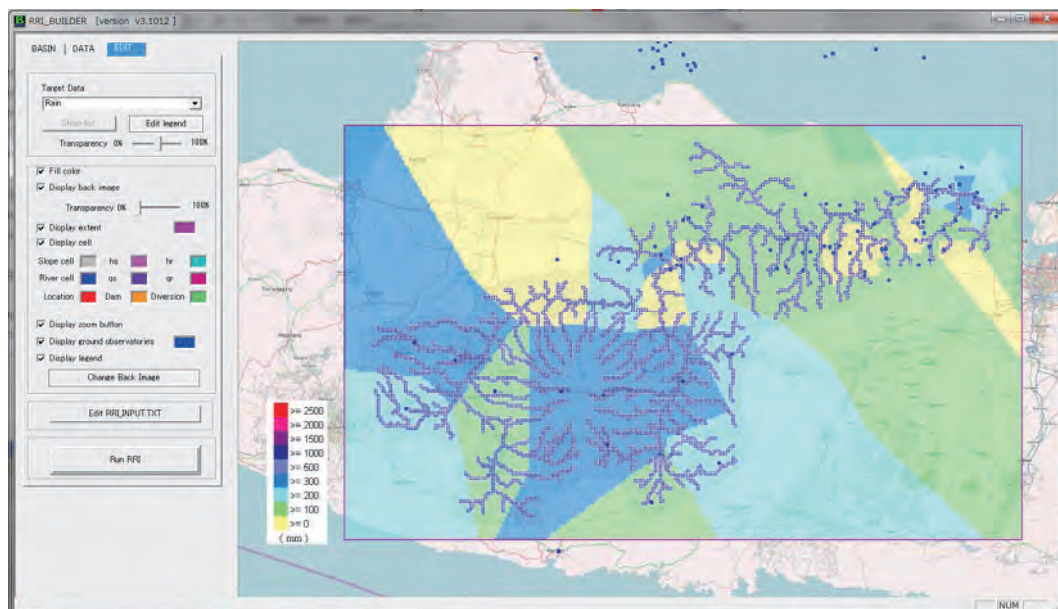 RRI_BUILDER [version v3.1012]
BASIN | DATA | EDIT
Target Data
Rain
Edit legend
Transparency 0% 100%
Fill color
Display back image
Transparency 0% 100%
Display extent
Display cell
Slope cell hs hr
River cell qs qr
Location Dam Diversion
Display zoom button
Display ground observatories
Display legend
Change Back Image
Edit RRI_INPUT.TXT
Run RRI
>= 2500
>= 2000
>= 1500
>= 1000
>= 600
>= 300
>= 200
>= 100
>= 0
( mm )
NUM